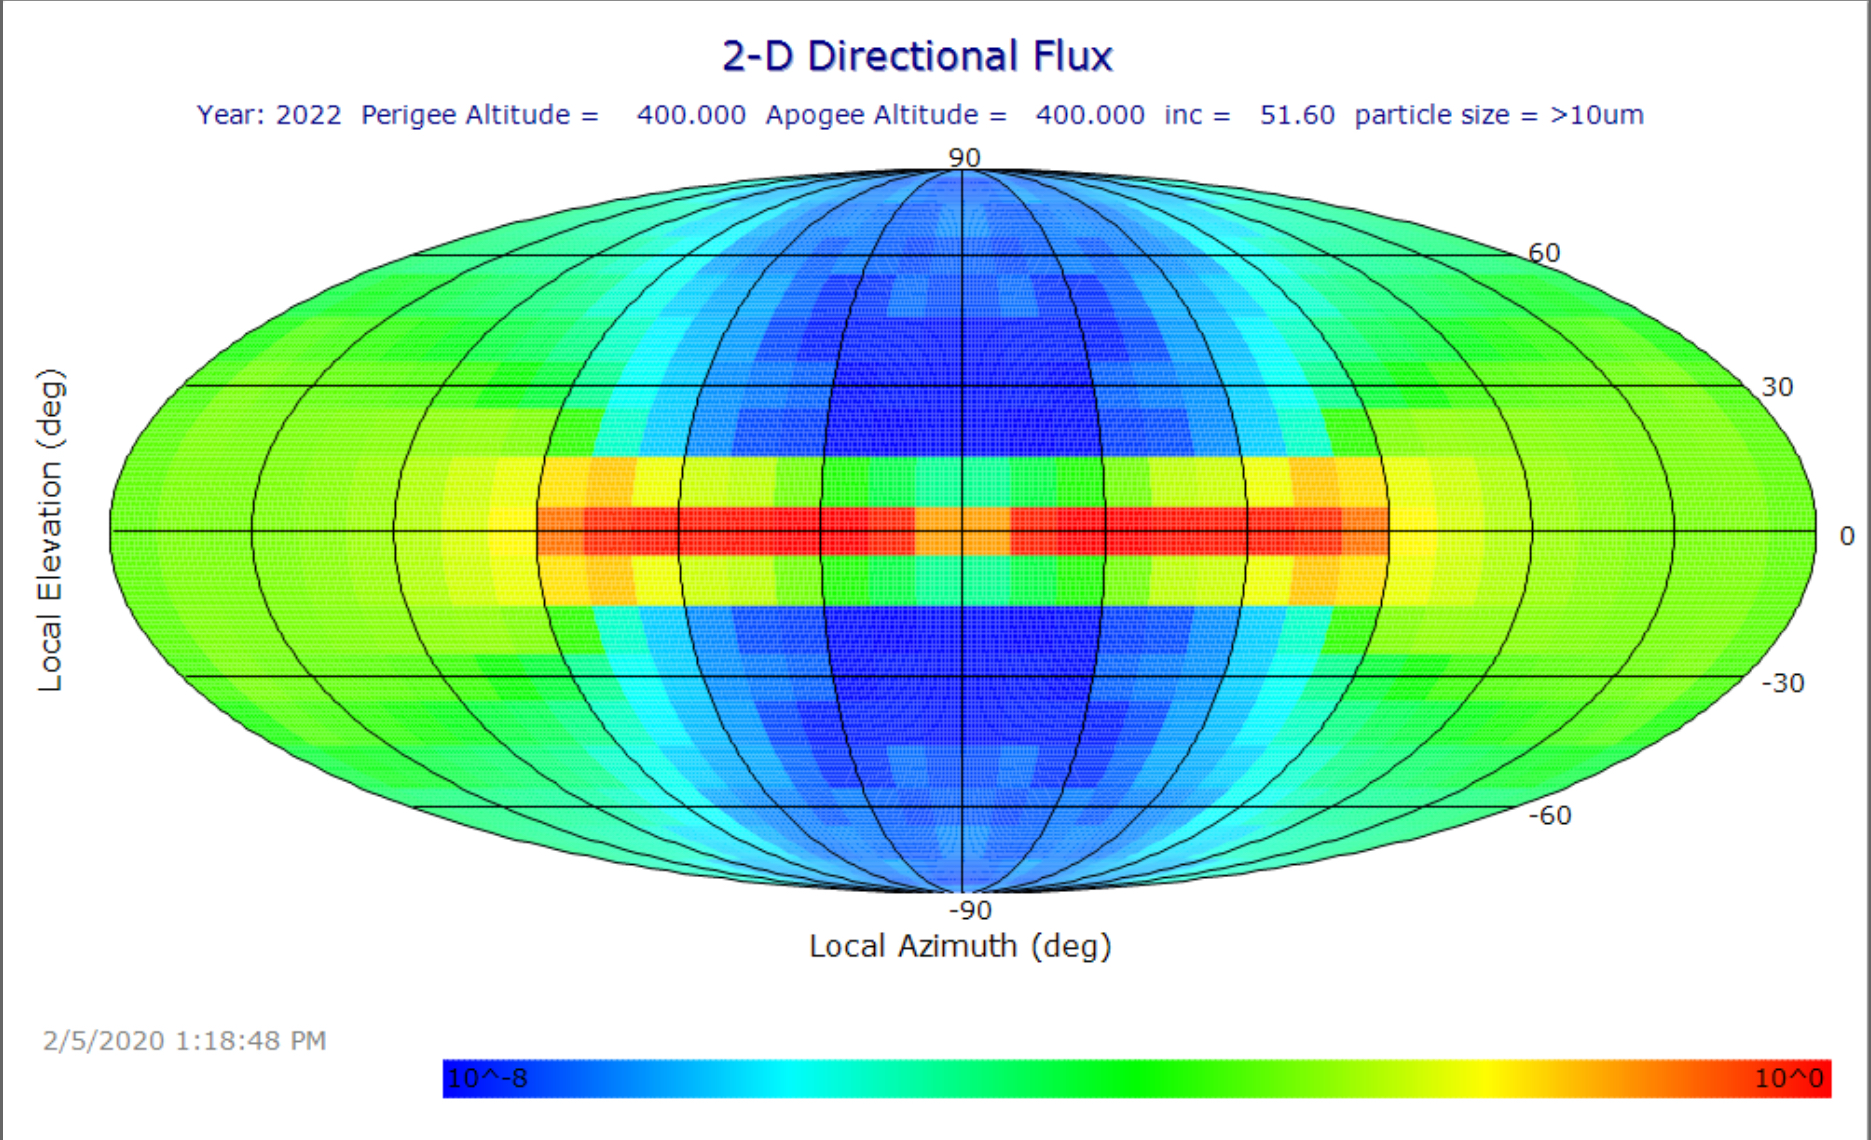 2-D Directional Flux
Year: 2022 Perigee Altitude = 400.000 Apogee Altitude = 400.000 inc = 51.60 particle size = >10um
90
60
30
Local Elevation (deg)
0
-30
-60
-90
Local Azimuth (deg)
2/5/2020 1:18:48 PM
10^-8 10^0